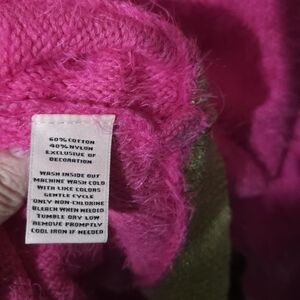 60% COTTON
40% NYLON
EXCLUSIVE OF
DECORATION
WASH INSIDE OUT
MACHINE WASH COLD
WITH LIKE COLORS
GENTLE CYCLE
ONLY NON-CHLORINE
BLEACH WHEN NEEDED
TUMBLE DRY LOW
REMOVE PROMPTLY
COOL IRON IF NEEDED